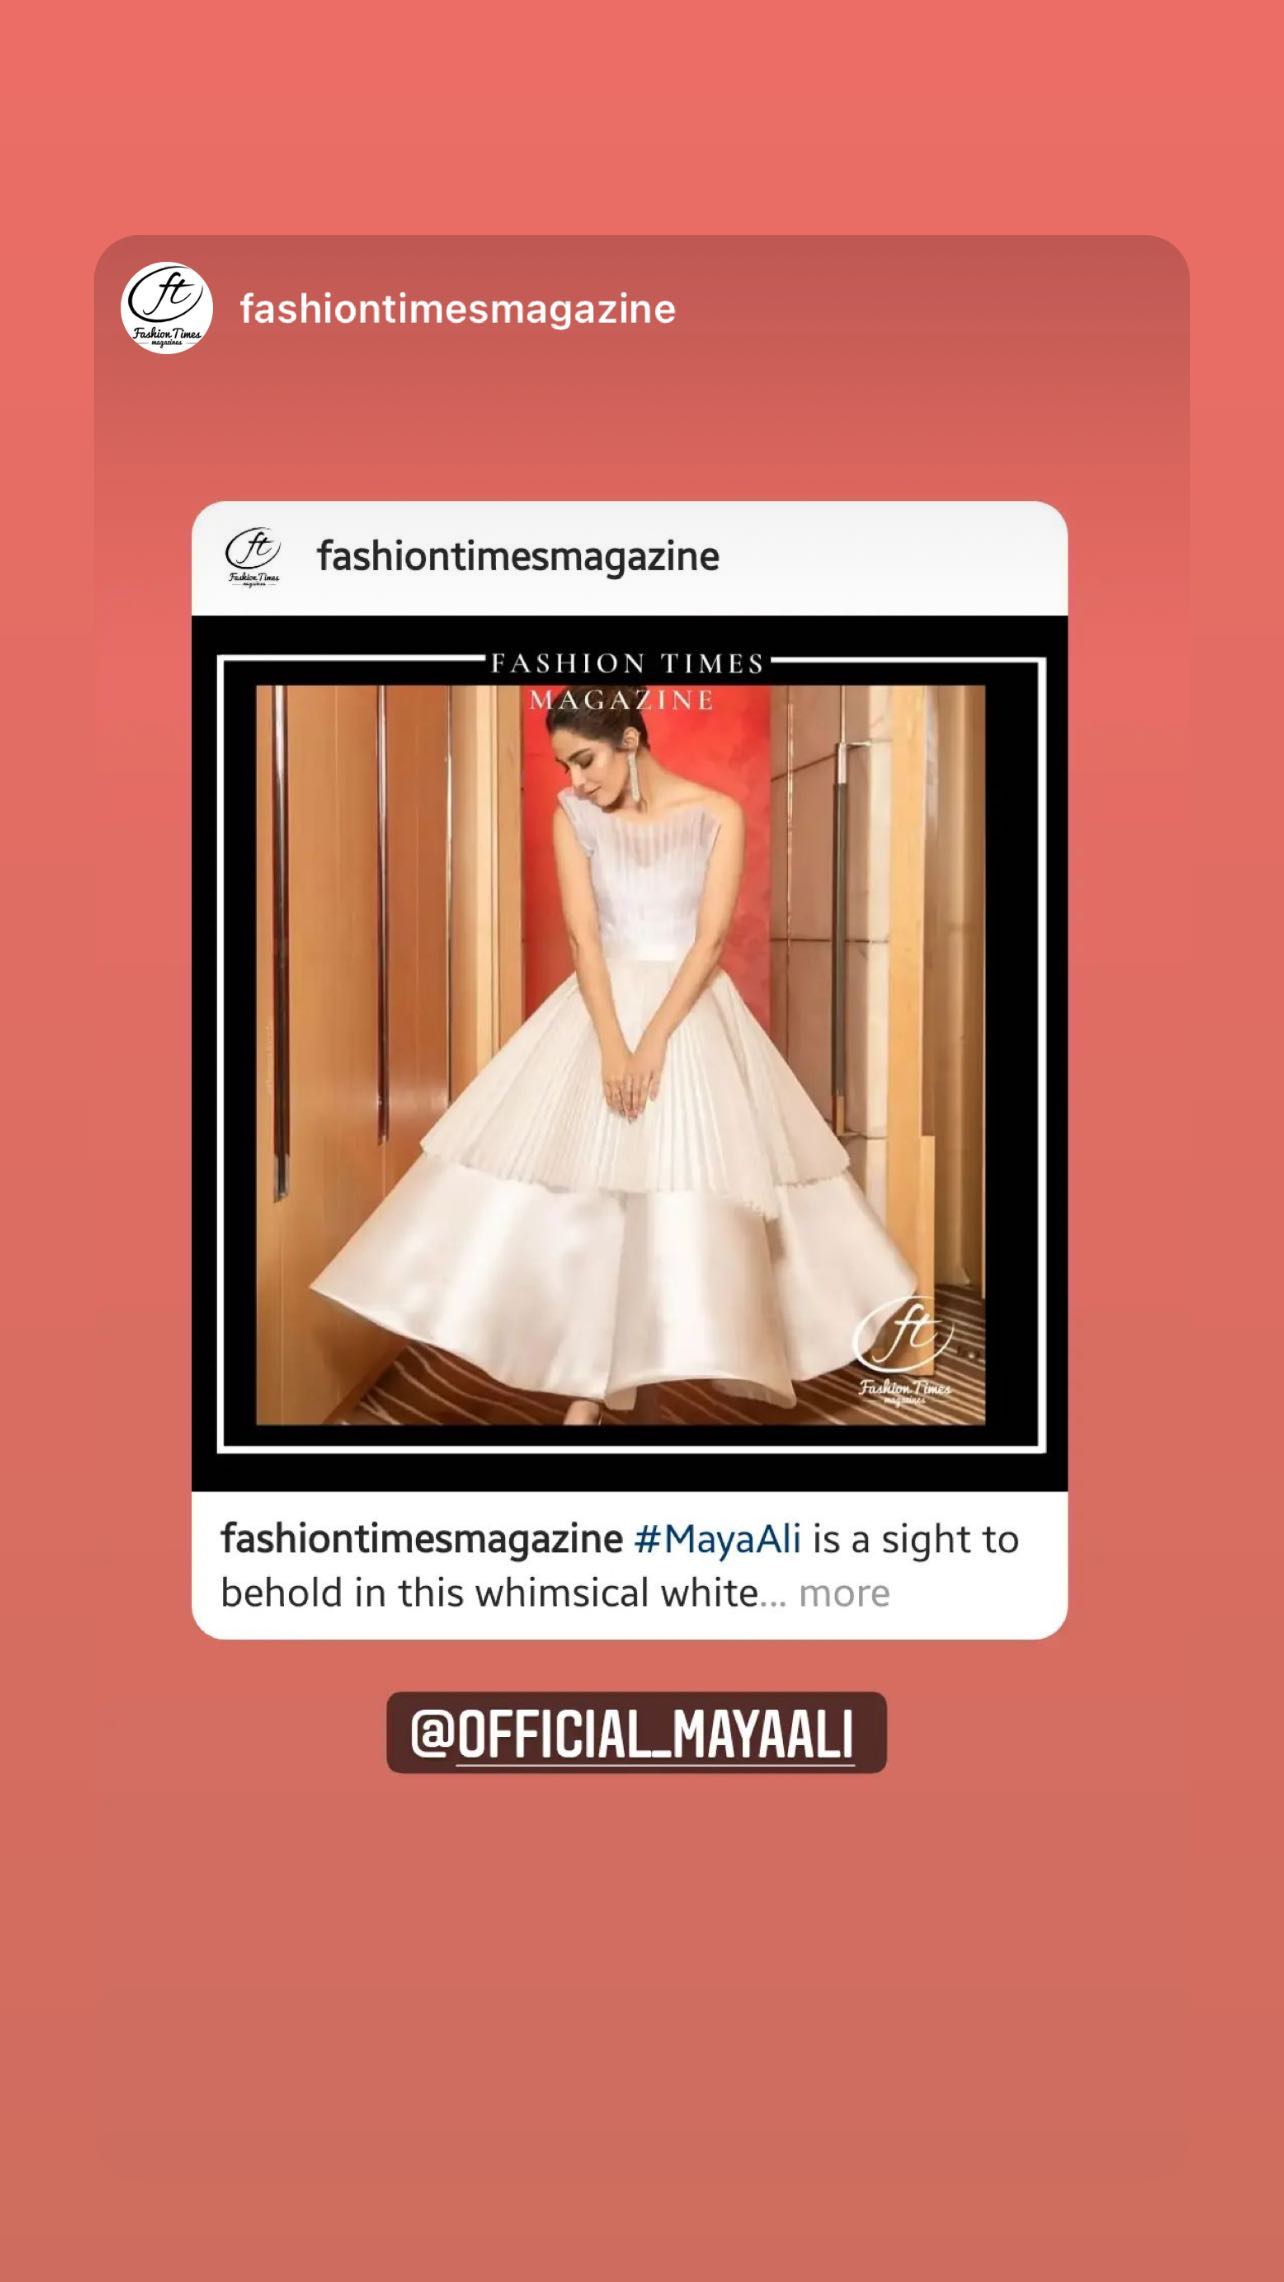 ft
Fashion Times
magazines
fashiontimesmagazine
ft
Fashion Times
magazines
fashiontimesmagazine
FASHION TIMES
MAGAZINE
ft
Fashion Times
magazines
fashiontimesmagazine #MayaAli is a sight to
behold in this whimsical white... more
@OFFICIAL_MAYAALI